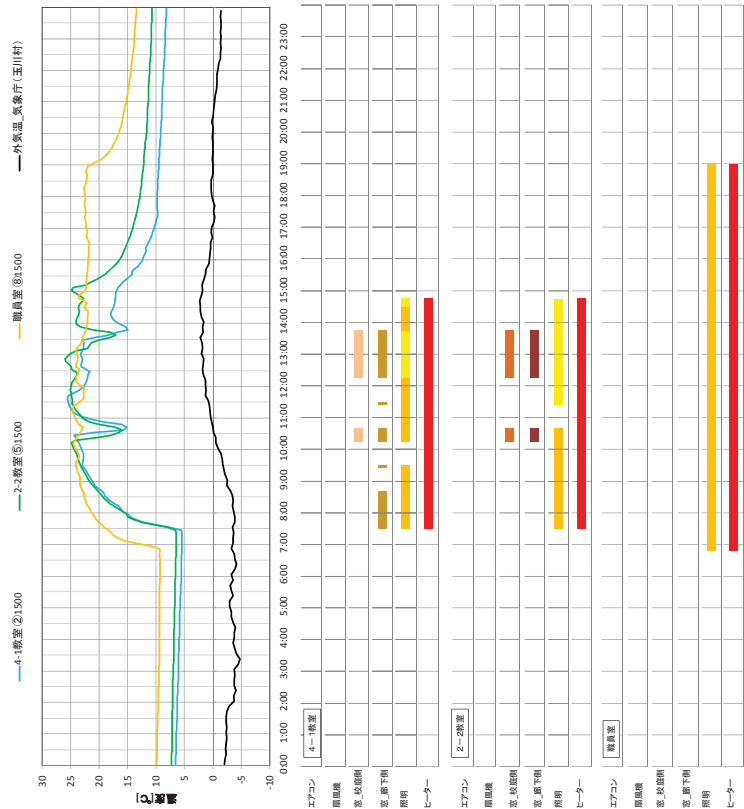 4-1教室②1500
2-2教室⑤1500
職員室⑧1500
外気温_気象庁(玉川村)
温度[℃]
30
25
20
15
10
5
0
-5
-10
0:00
1:00
2:00
3:00
4:00
5:00
6:00
7:00
8:00
9:00
10:00
11:00
12:00
13:00
14:00
15:00
16:00
17:00
18:00
19:00
20:00
21:00
22:00
23:00
4－1教室
エアコン
扇風機
窓_校庭側
窓_廊下側
照明
ヒーター
2－2教室
エアコン
扇風機
窓_校庭側
窓_廊下側
照明
ヒーター
職員室
エアコン
扇風機
窓_校庭側
窓_廊下側
照明
ヒーター